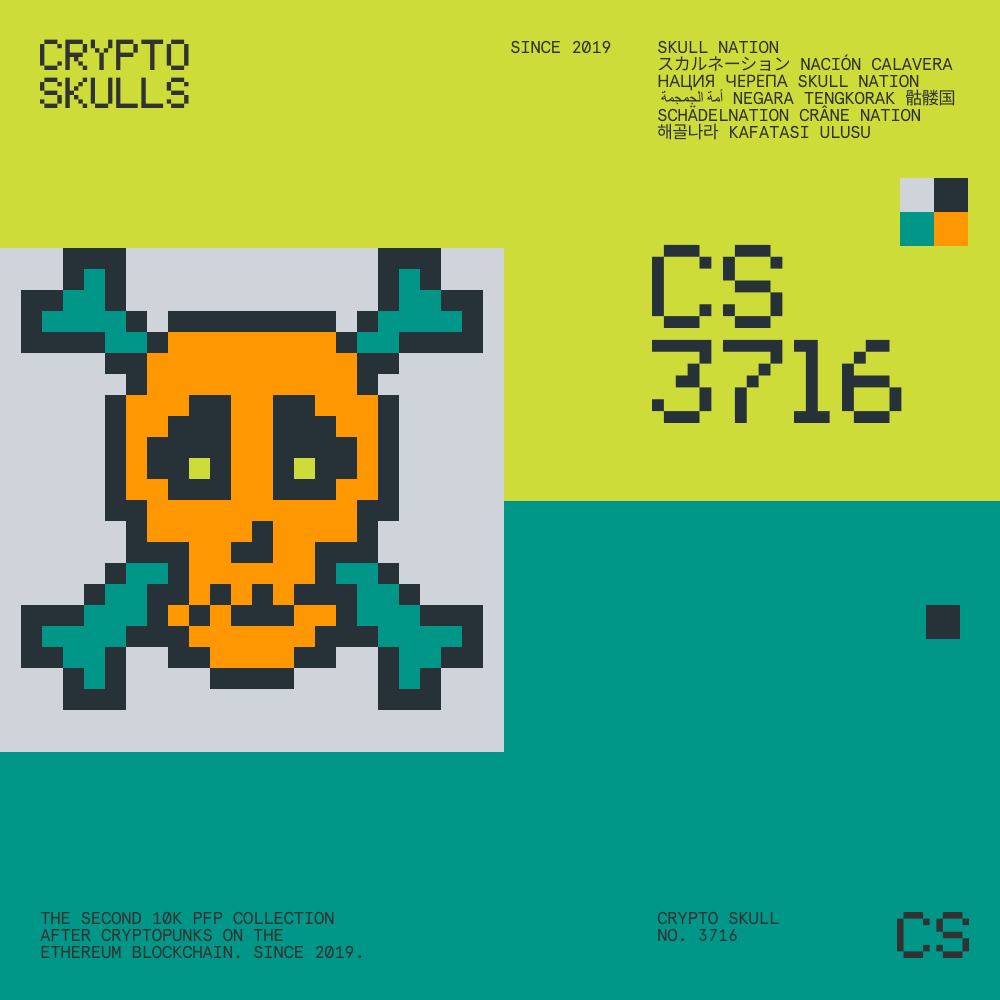 CRYPTO
SKULLS
SINCE 2019
SKULL NATION
スカルネーション NACIÓN CALAVERA
НАЦИЯ ЧЕРЕПА SKULL NATION
أمة الجمجمة NEGARA TENGKORAK 骷髅国
SCHÄDELNATION CRÂNE NATION
해골나라 KAFATASI ULUSU
CS
3716
THE SECOND 10K PFP COLLECTION
AFTER CRYPTOPUNKS ON THE
ETHEREUM BLOCKCHAIN. SINCE 2019.
CRYPTO SKULL
NO. 3716
CS